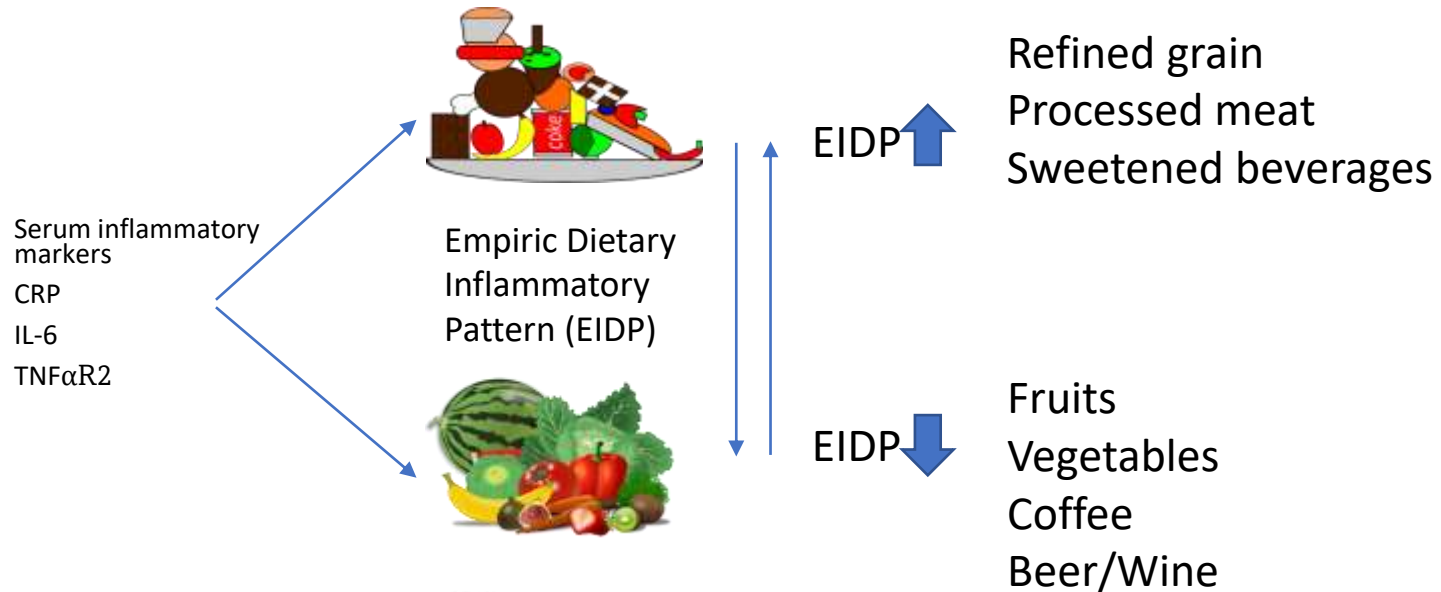 Serum inflammatory
markers
CRP
IL-6
TNFαR2
coke
Empiric Dietary
Inflammatory
Pattern (EIDP)
EIDP
Refined grain
Processed meat
Sweetened beverages
EIDP
Fruits
Vegetables
Coffee
Beer/Wine